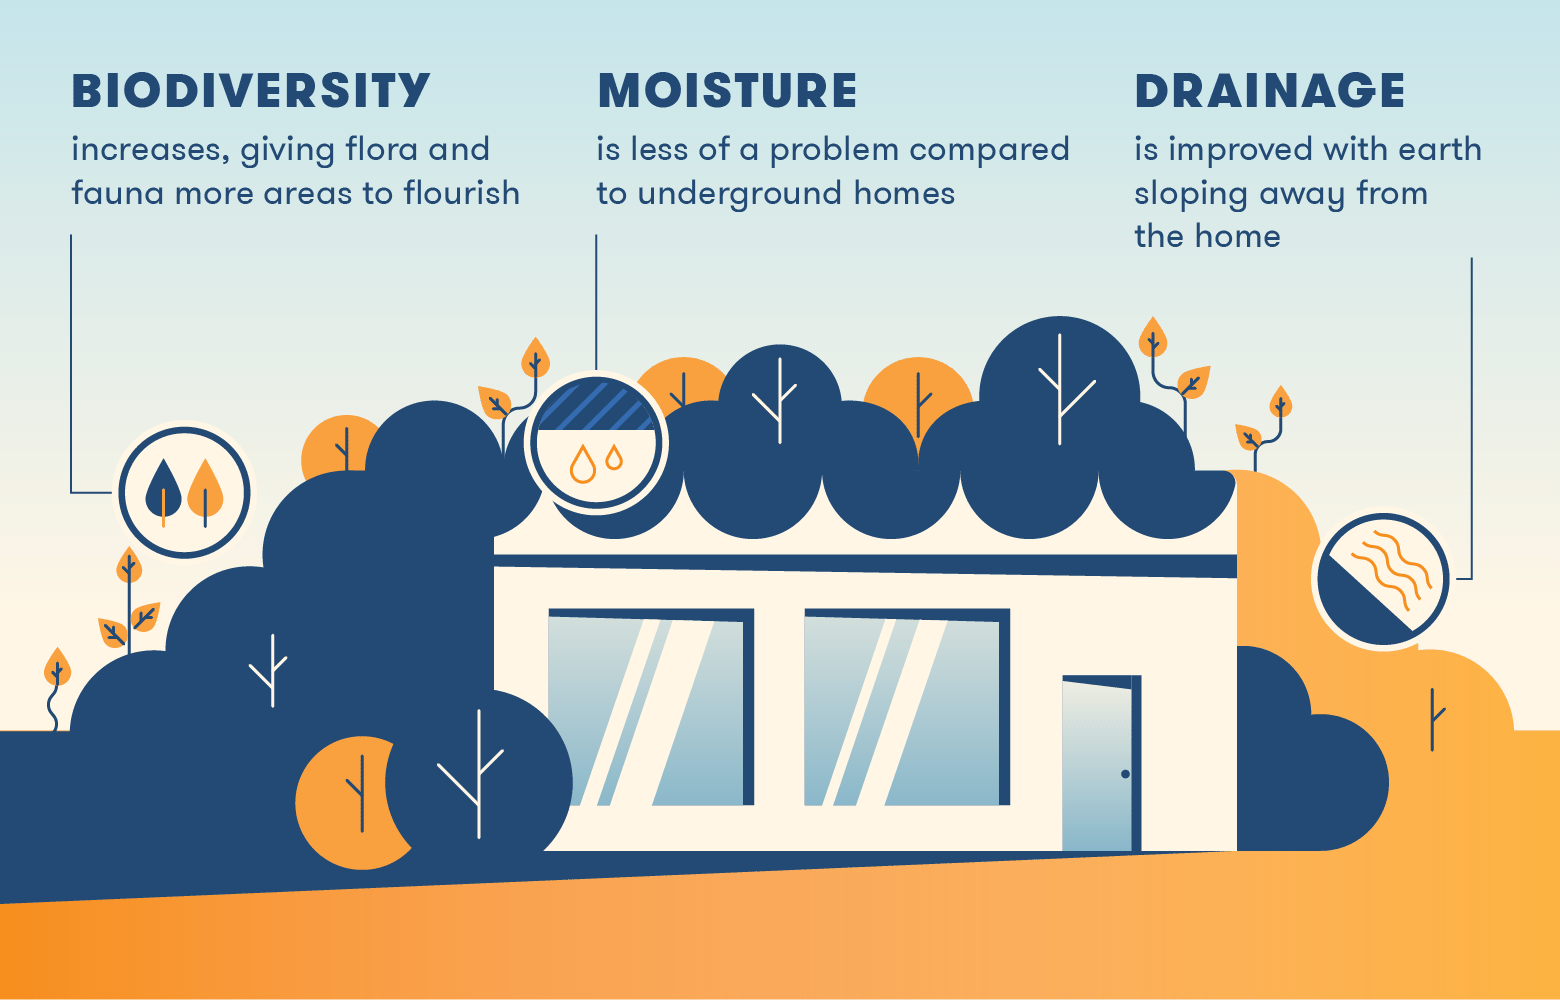 BIODIVERSITY
increases, giving flora and
fauna more areas to flourish
MOISTURE
is less of a problem compared
to underground homes
DRAINAGE
is improved with earth
sloping away from
the home